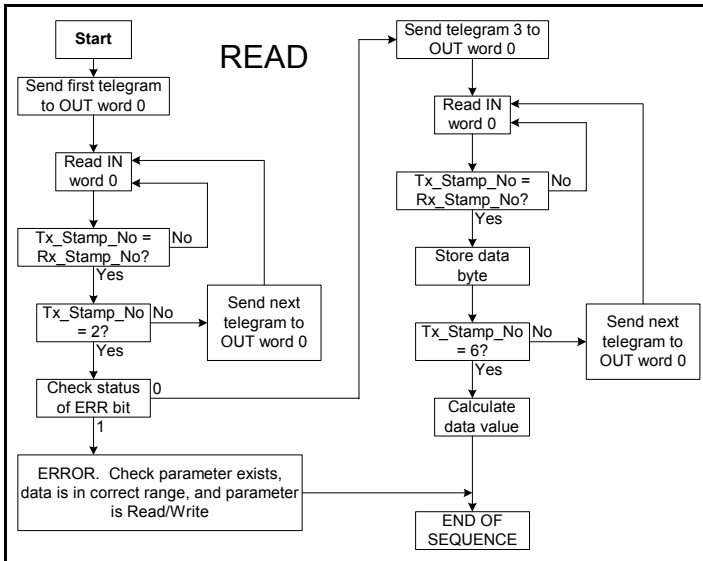 Start
READ
Send first telegram
to OUT word 0
Read IN
word 0
Tx_Stamp_No =
Rx_Stamp_No?
No
Yes
Tx_Stamp_No
= 2?
No
Yes
Send next
telegram to
OUT word 0
Check status
of ERR bit
0
1
ERROR. Check parameter exists,
data is in correct range, and parameter
is Read/Write
Send telegram 3 to
OUT word 0
Read IN
word 0
Tx_Stamp_No =
Rx_Stamp_No?
No
Yes
Store data
byte
Tx_Stamp_No
= 6?
No
Yes
Send next
telegram to
OUT word 0
Calculate
data value
END OF
SEQUENCE